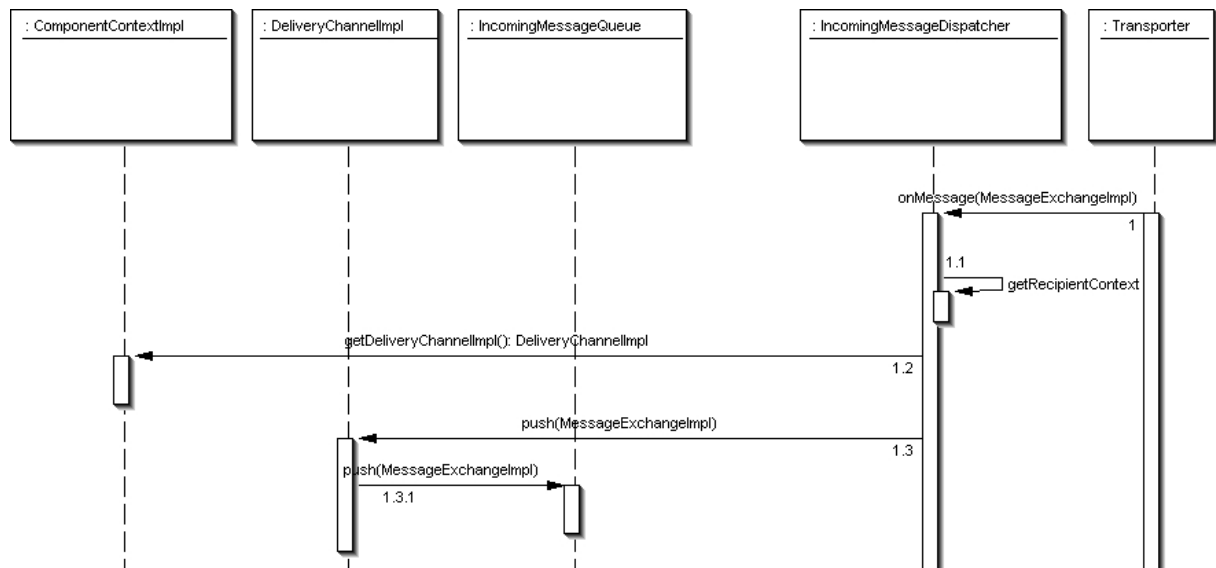 : ComponentContextImpl
: DeliveryChannelImpl
: IncomingMessageQueue
: IncomingMessageDispatcher
: Transporter
onMessage(MessageExchangeImpl)
1
1.1
getRecipientContext
getDeliveryChannelImpl(): DeliveryChannelImpl
1.2
push(MessageExchangeImpl)
1.3
push(MessageExchangeImpl)
1.3.1